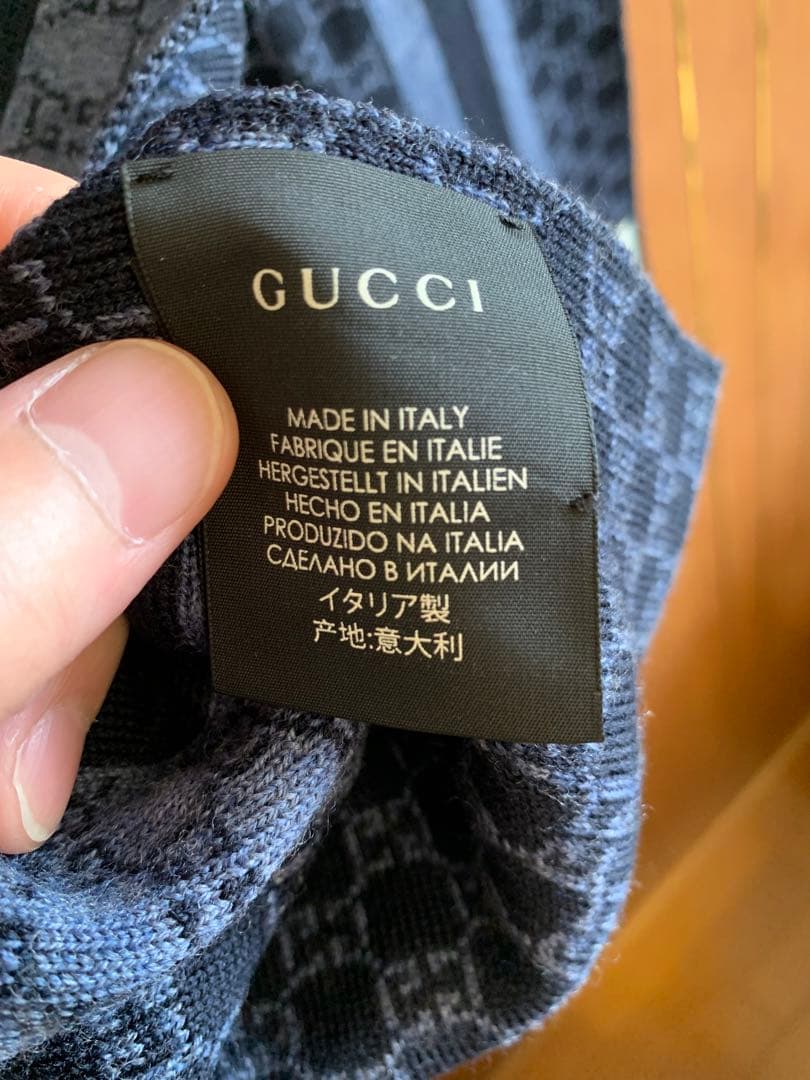 GUCCI
MADE IN ITALY
FABRIQUE EN ITALIE
HERGESTELLT IN ITALIEN
HECHO EN ITALIA
PRODUZIDO NA ITALIA
СДЕЛАНО В ИТАЛИИ
イタリア製
产地:意大利